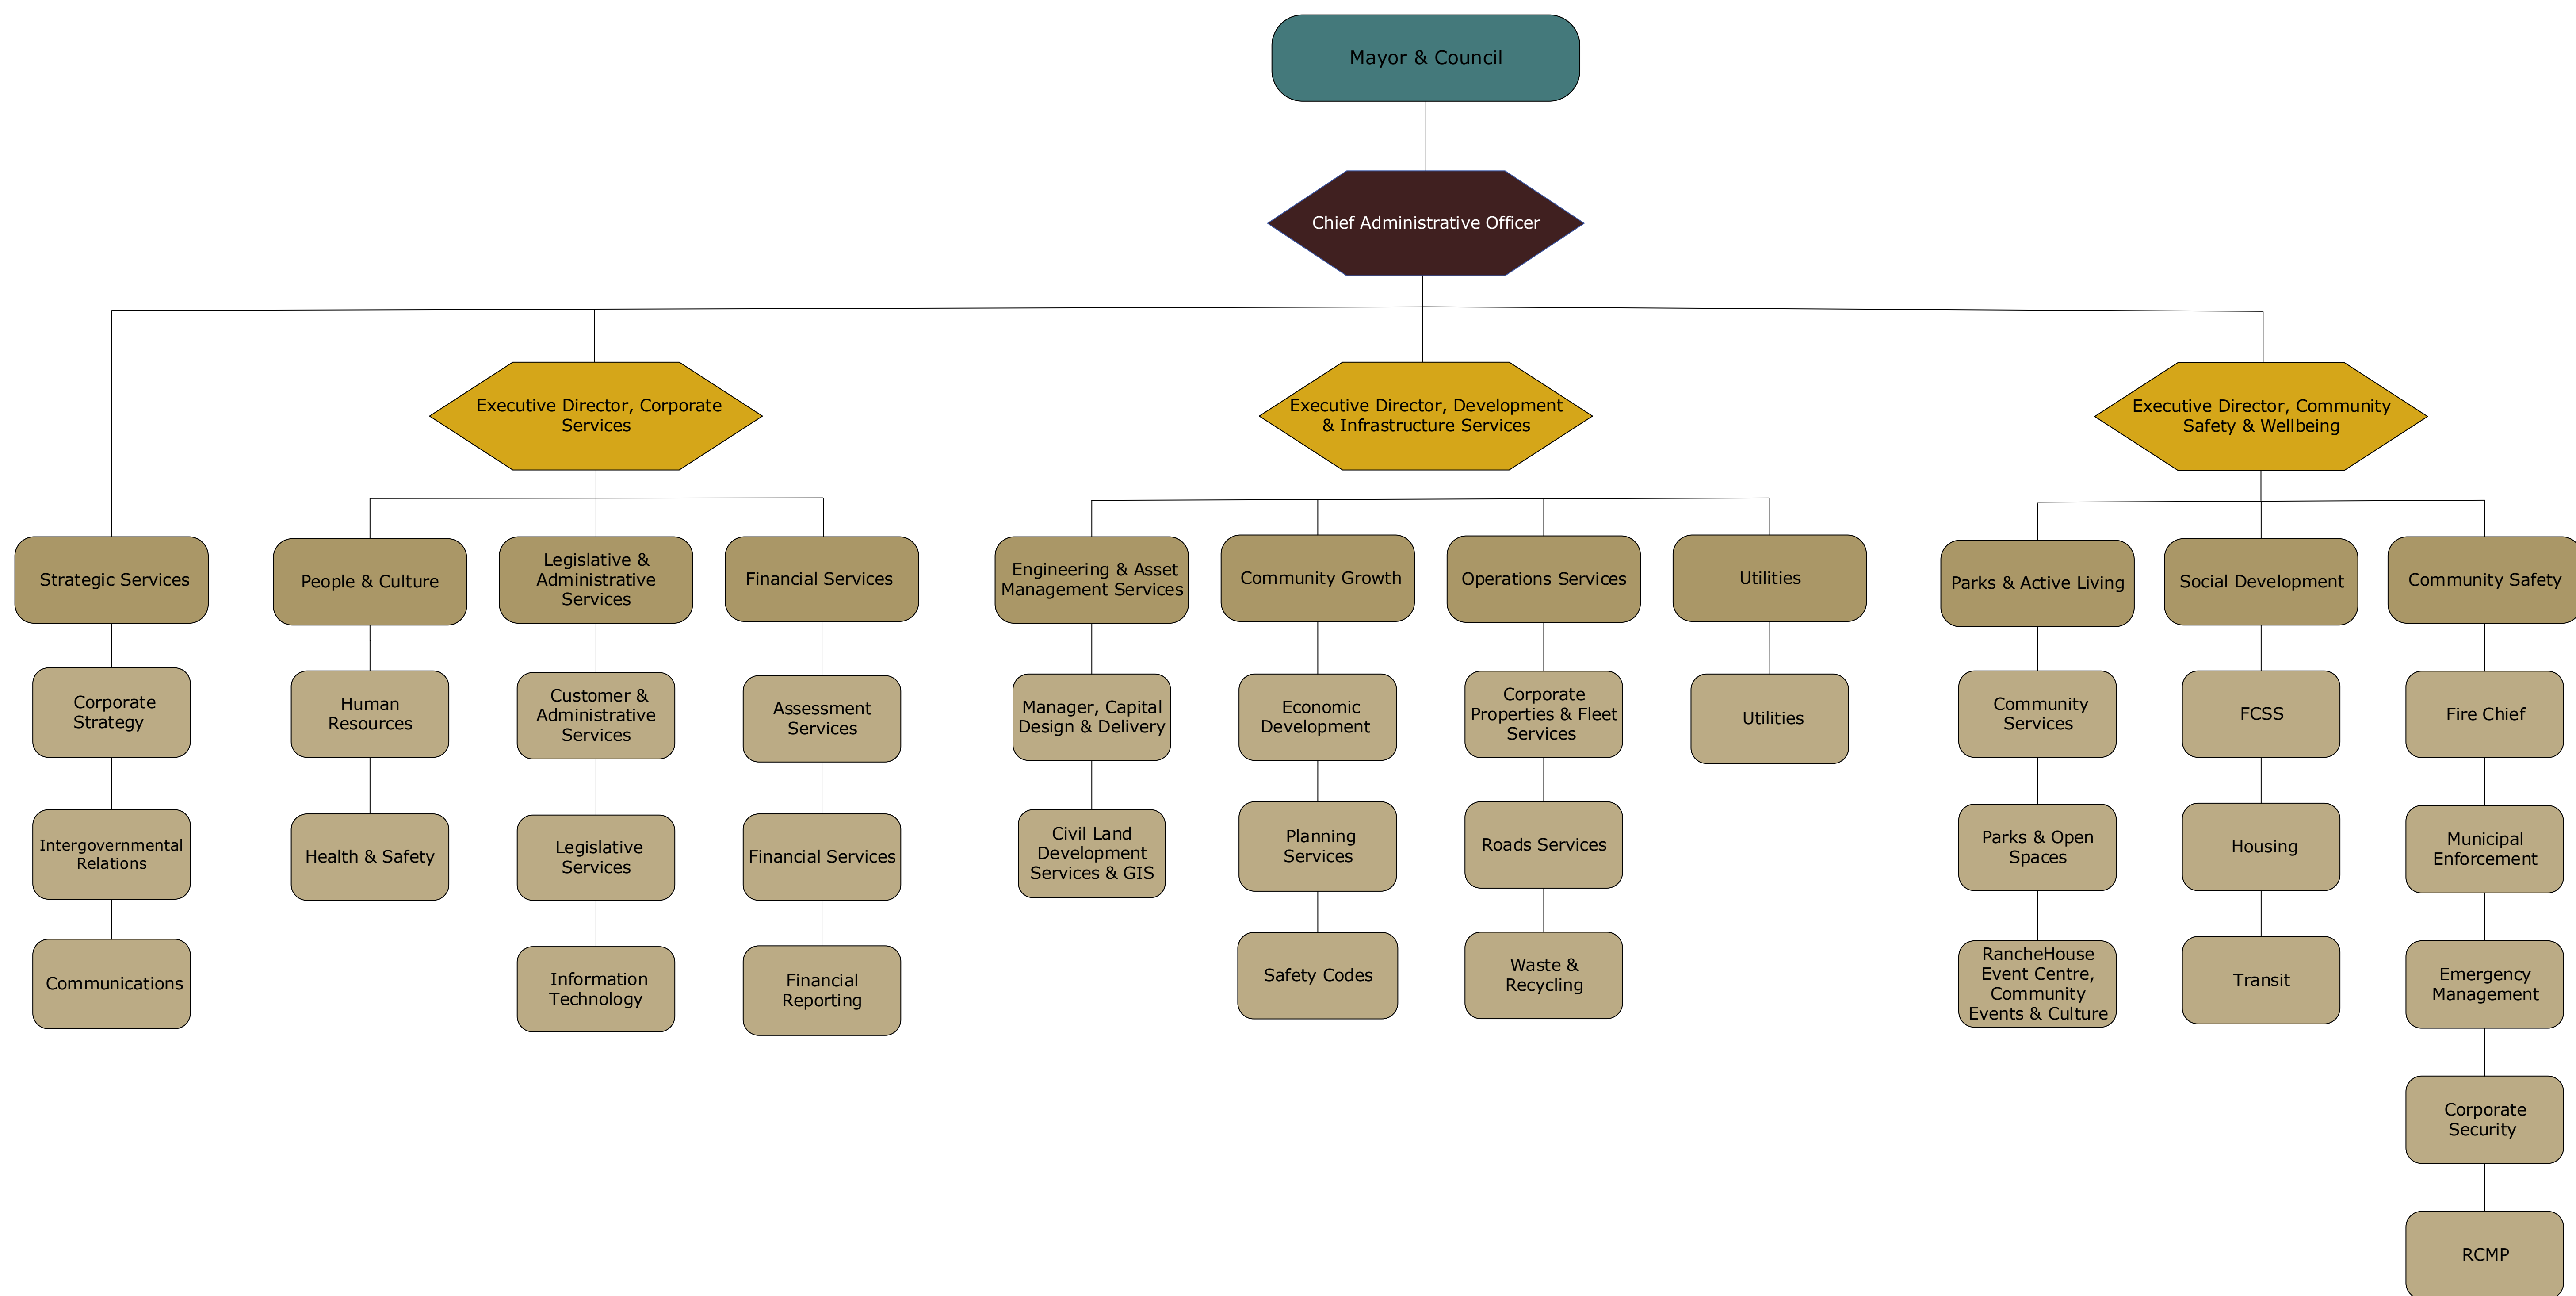 Mayor & Council
Chief Administrative Officer
Executive Director, Corporate
Services
Executive Director, Development
& Infrastructure Services
Executive Director, Community
Safety & Wellbeing
Strategic Services
People & Culture
Legislative &
Administrative
Services
Financial Services
Engineering & Asset
Management Services
Community Growth
Operations Services
Utilities
Parks & Active Living
Social Development
Community Safety
Corporate
Strategy
Human
Resources
Customer &
Administrative
Services
Assessment
Services
Manager, Capital
Design & Delivery
Economic
Development
Corporate
Properties & Fleet
Services
Utilities
Community
Services
FCSS
Fire Chief
Intergovernmental
Relations
Health & Safety
Legislative
Services
Financial Services
Civil Land
Development
Services & GIS
Planning
Services
Roads Services
Parks & Open
Spaces
Housing
Municipal
Enforcement
Communications
Information
Technology
Financial
Reporting
Safety Codes
Waste &
Recycling
RancheHouse
Event Centre,
Community
Events & Culture
Transit
Emergency
Management
Corporate
Security
RCMP